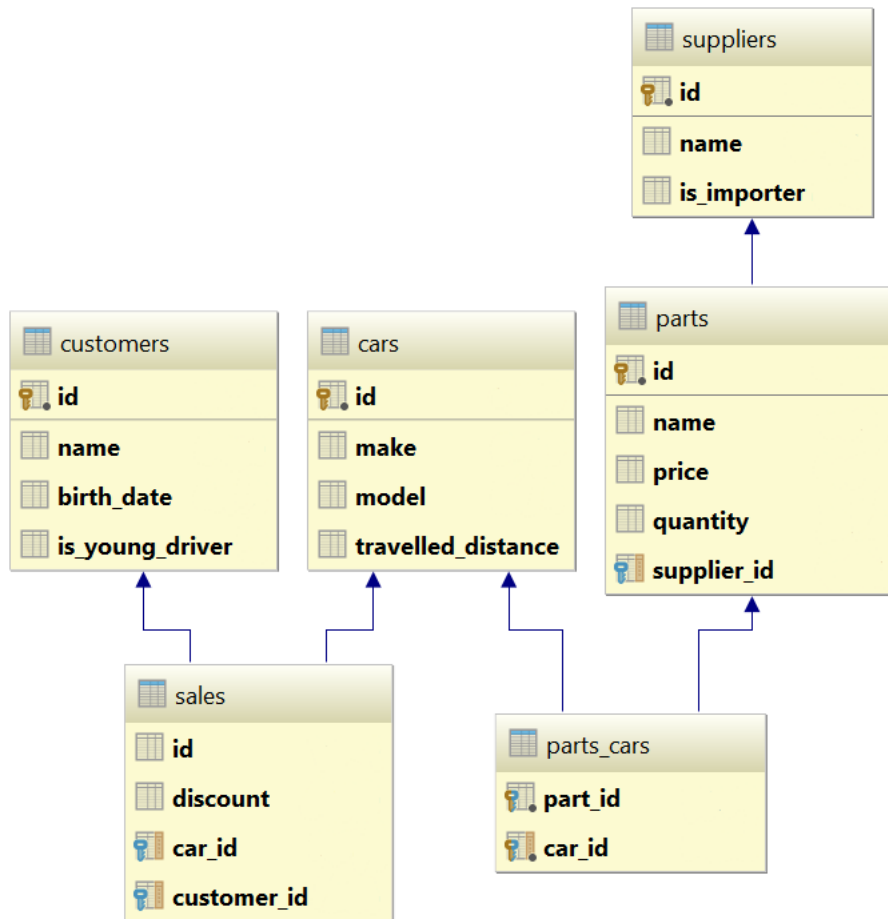 suppliers
id
name
is_importer
parts
id
name
price
quantity
supplier_id
customers
id
name
birth_date
is_young_driver
cars
id
make
model
travelled_distance
sales
id
discount
car_id
customer_id
parts_cars
part_id
car_id